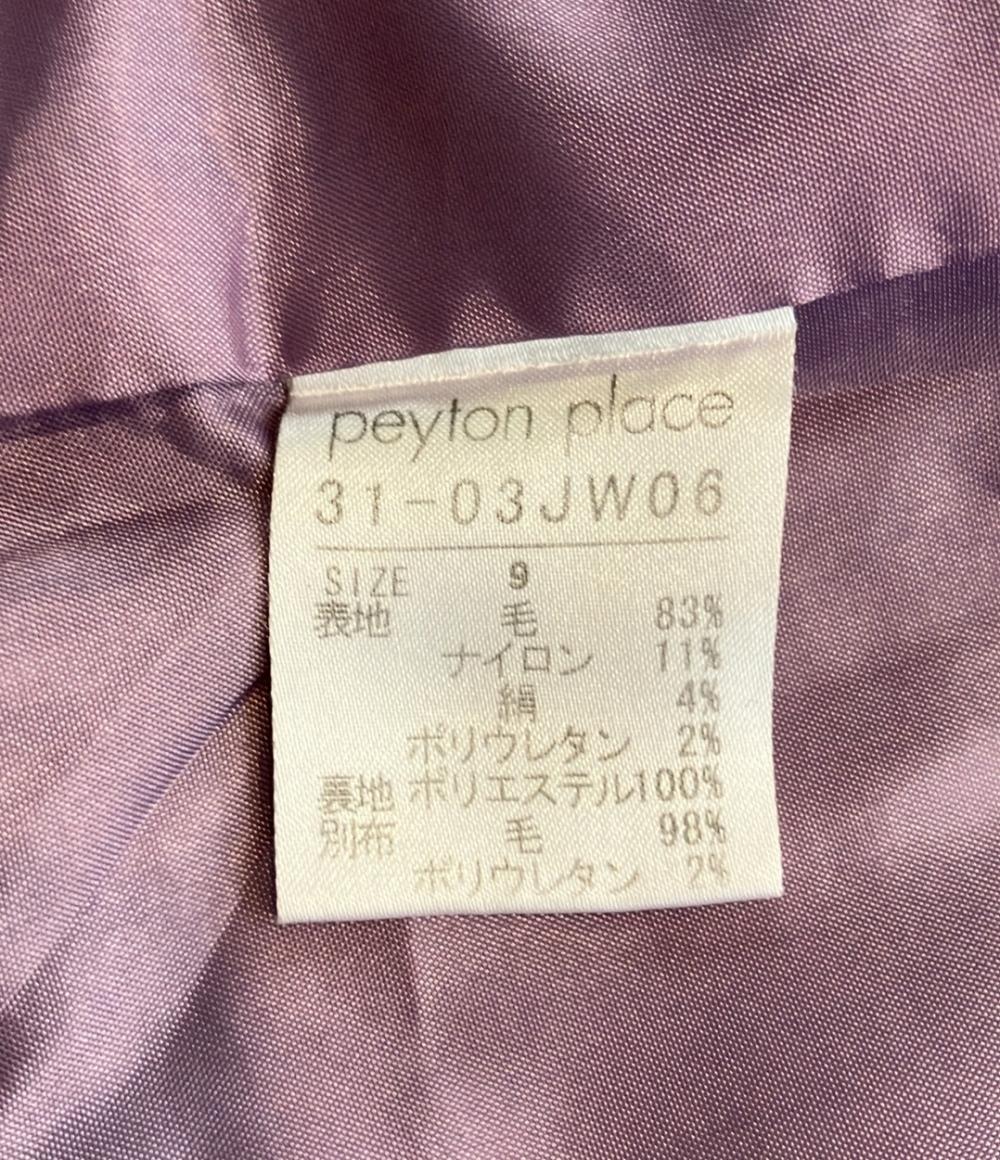 peyton place
31-03JW06
SIZE 9
表地 毛 83%
ナイロン 11%
絹 4%
ポリウレタン 2%
裏地 ポリエステル100%
別布 毛 98%
ポリウレタン 2%